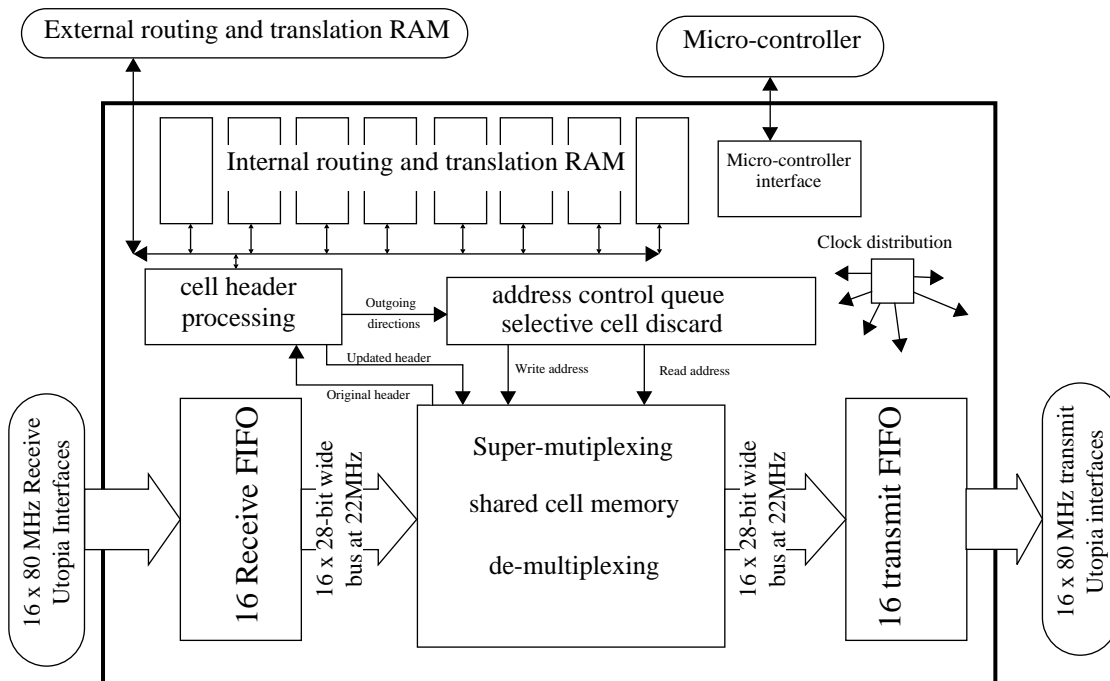 External routing and translation RAM
Micro-controller
Internal routing and translation RAM
Micro-controller
interface
Clock distribution
cell header
processing
Outgoing
directions
address control queue
selective cell discard
Updated header
Original header
Write address
Read address
16 x 80 MHz Receive
Utopia Interfaces
16 Receive FIFO
16 x 28-bit wide
bus at 22MHz
Super-mutiplexing
shared cell memory
de-multiplexing
16 x 28-bit wide
bus at 22MHz
16 transmit FIFO
16 x 80 MHz transmit
Utopia interfaces